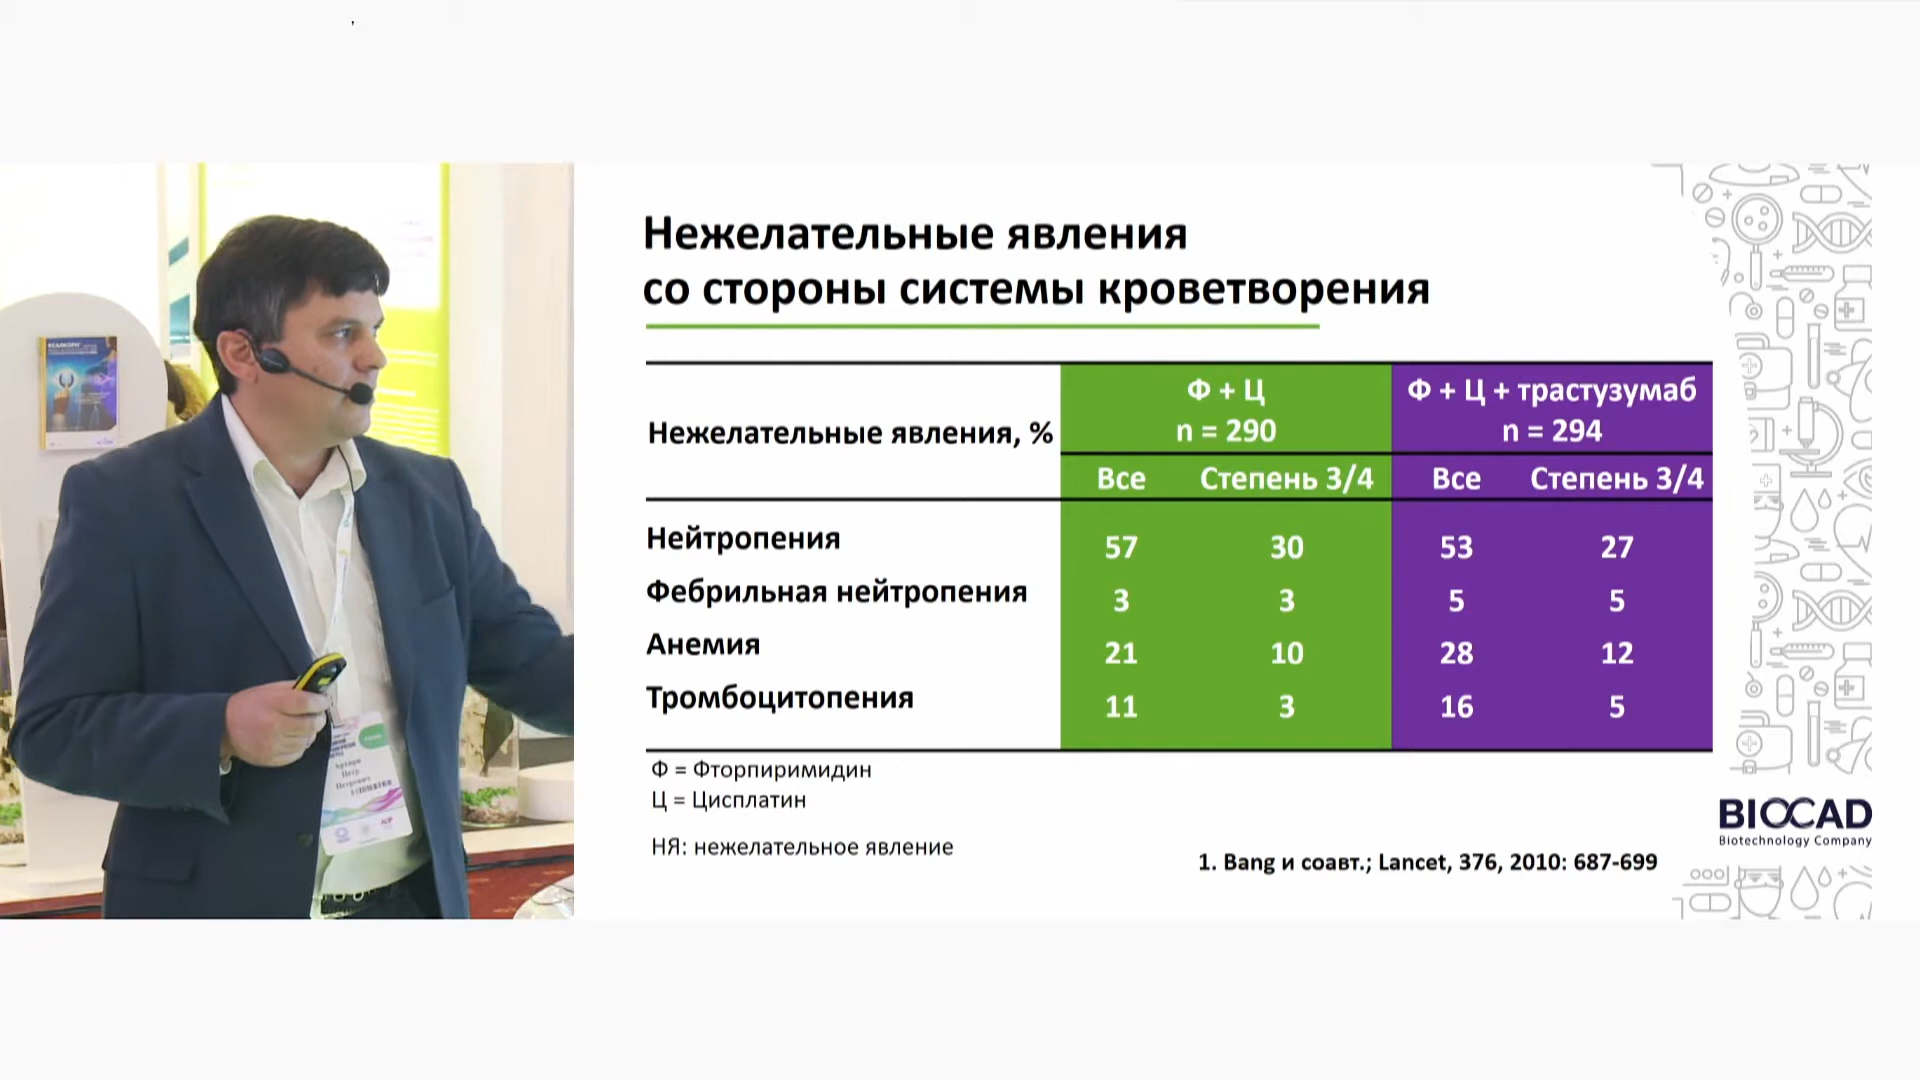 Нежелательные явления
со стороны системы кроветворения
Нежелательные явления, %
Ф + Ц
n = 290
Ф + Ц + трастузумаб
n = 294
Все Степень 3/4 Все Степень 3/4
Нейтропения 57 30 53 27
Фебрильная нейтропения 3 3 5 5
Анемия 21 10 28 12
Тромбоцитопения 11 3 16 5
Ф = Фторпиримидин
Ц = Цисплатин
НЯ: нежелательное явление
1. Bang и соавт.; Lancet, 376, 2010: 687-699
BIOCAD
Biotechnology Company
Петр
Петрович